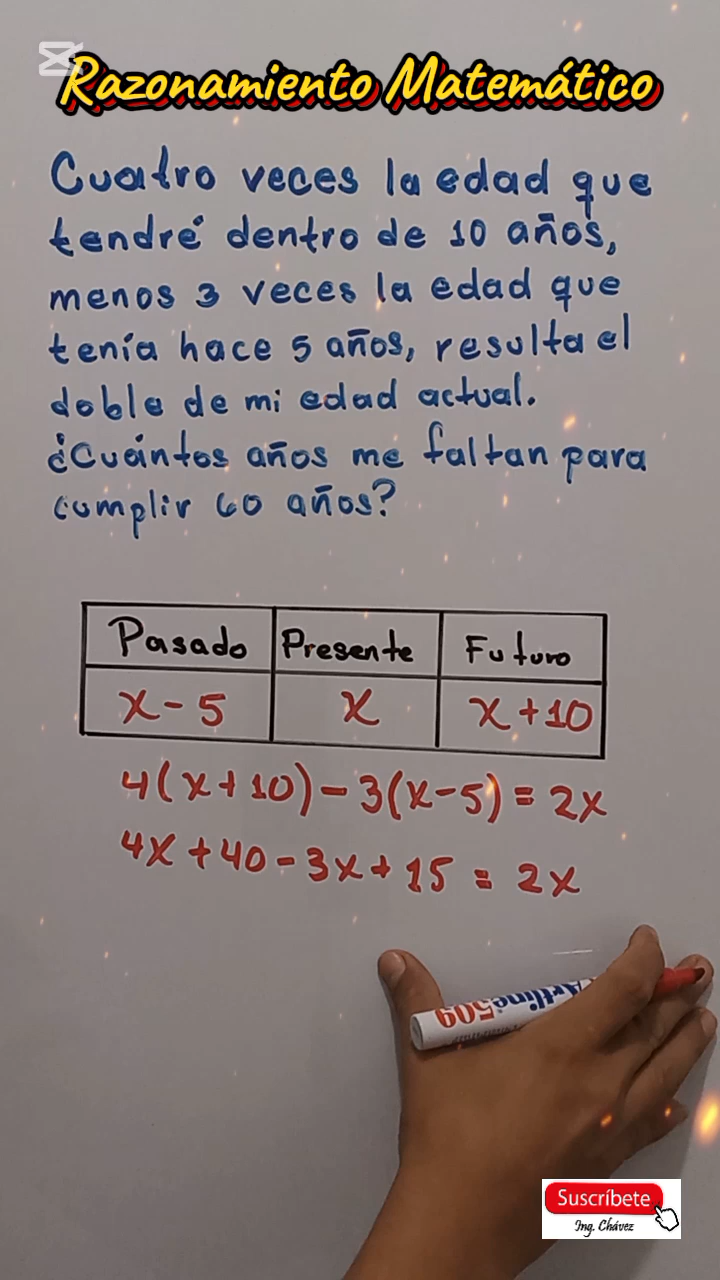 Razonamiento Matemático
Cuatro veces la edad que
tendré dentro de 10 años,
menos 3 veces la edad que
tenía hace 5 años, resulta el
doble de mi edad actual.
¿Cuántos años me faltan para
cumplir 60 años?
Pasado Presente Futuro
x-5 x x+10
4(x+10)-3(x-5)=2x
4x+40-3x+15=2x
Artline 509
Suscríbete
Ing. Chávez